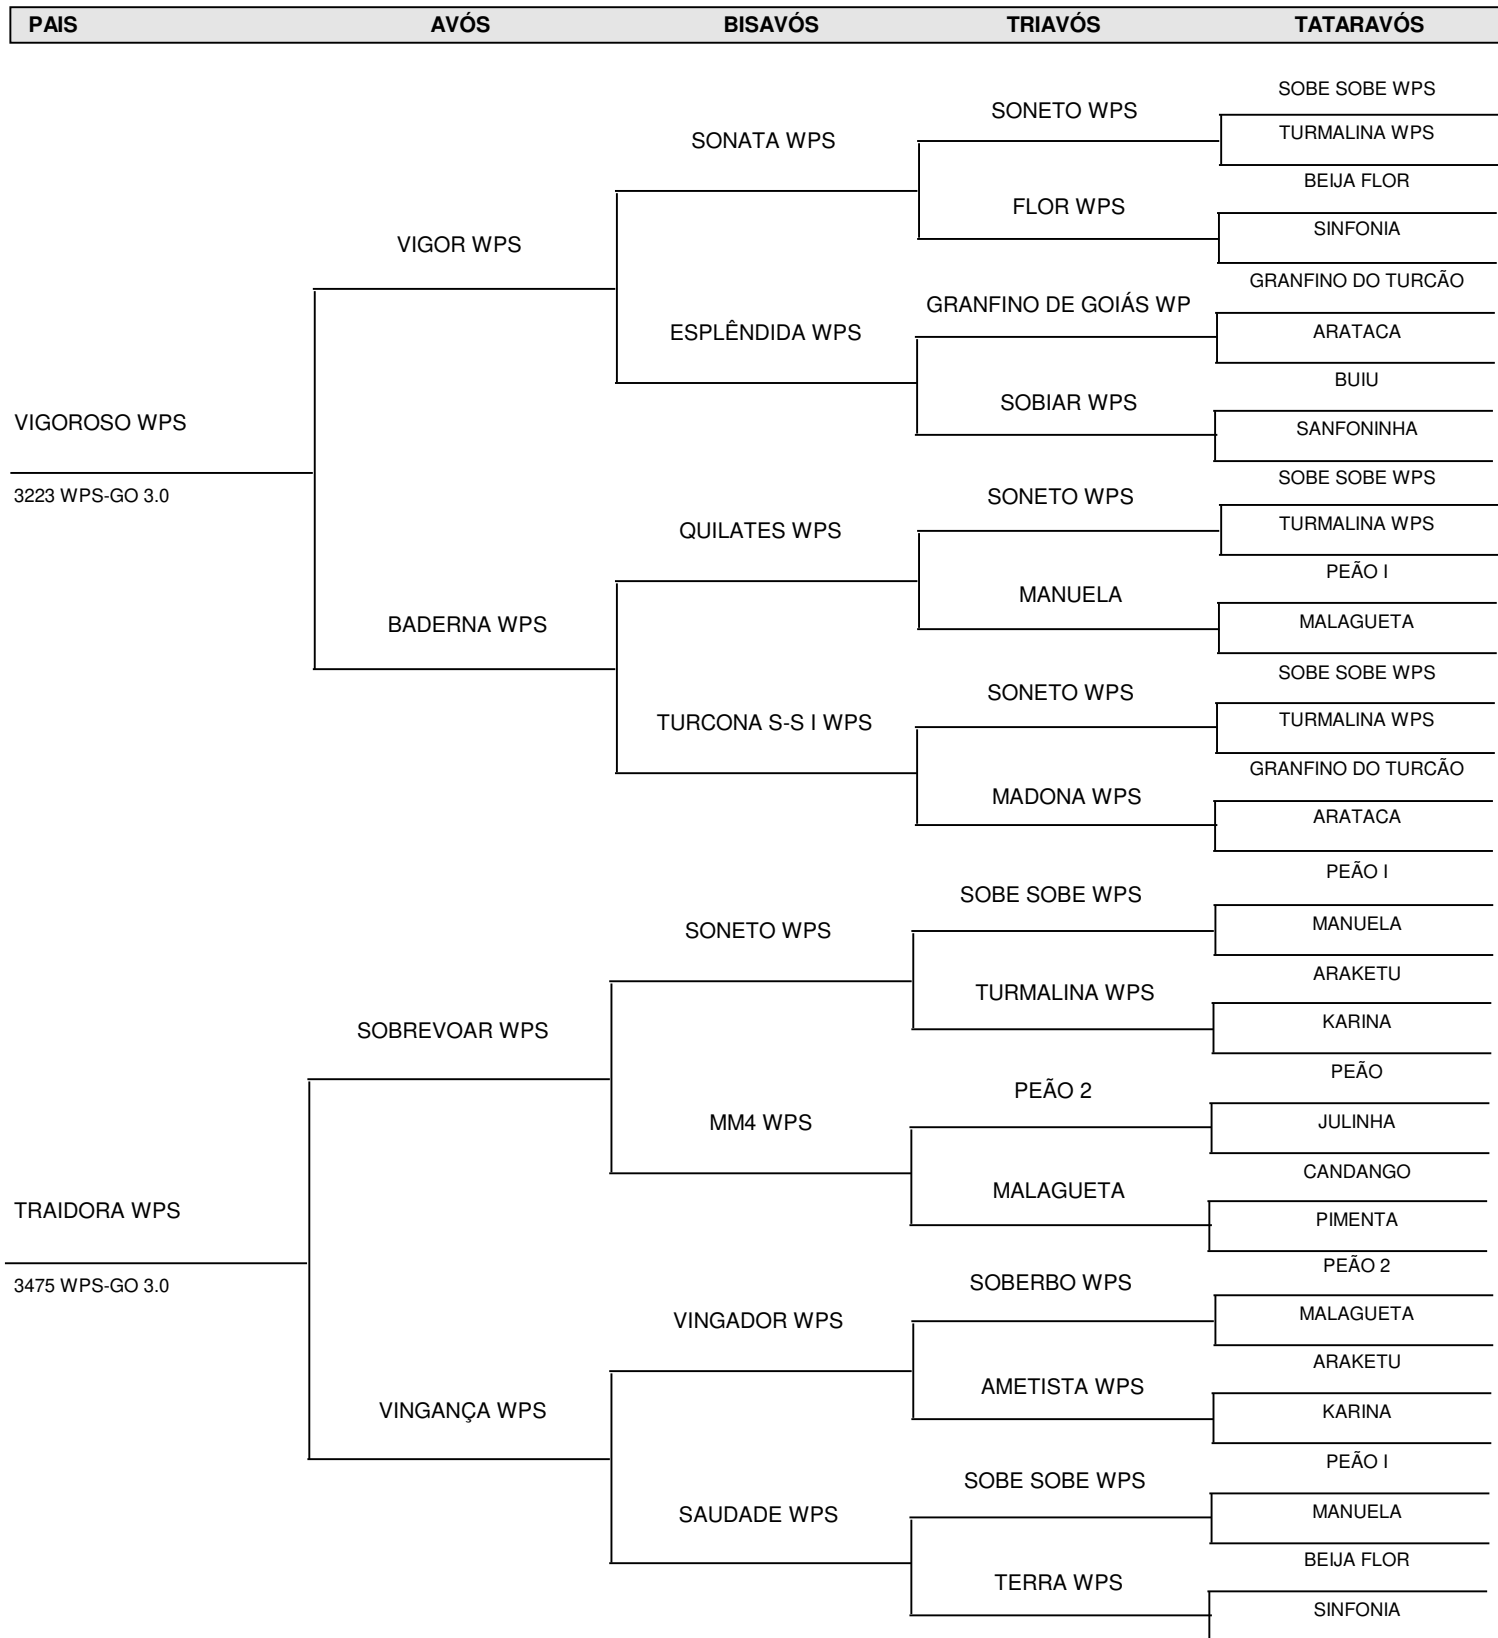 PAIS AVÓS BISAVÓS TRIAVÓS TATARAVÓS
SOBE SOBE WPS
SONETO WPS
TURMALINA WPS
SONATA WPS
BEIJA FLOR
FLOR WPS
SINFONIA
VIGOR WPS
GRANFINO DO TURCÃO
GRANFINO DE GOIÁS WP
ESPLÊNDIDA WPS
ARATACA
BUIU
SOBIAR WPS
VIGOROSO WPS
SANFONINHA
3223 WPS-GO 3.0
SOBE SOBE WPS
SONETO WPS
TURMALINA WPS
QUILATES WPS
PEÃO I
MANUELA
BADERNA WPS
MALAGUETA
SOBE SOBE WPS
SONETO WPS
TURCONA S-S I WPS
TURMALINA WPS
GRANFINO DO TURCÃO
MADONA WPS
ARATACA
PEÃO I
SOBE SOBE WPS
SONETO WPS
MANUELA
ARAKETU
TURMALINA WPS
SOBREVOAR WPS
KARINA
PEÃO
PEÃO 2
MM4 WPS
JULINHA
CANDANGO
MALAGUETA
TRAIDORA WPS
PIMENTA
3475 WPS-GO 3.0
PEÃO 2
SOBERBO WPS
VINGADOR WPS
MALAGUETA
ARAKETU
AMETISTA WPS
VINGANÇA WPS
KARINA
PEÃO I
SOBE SOBE WPS
SAUDADE WPS
MANUELA
BEIJA FLOR
TERRA WPS
SINFONIA